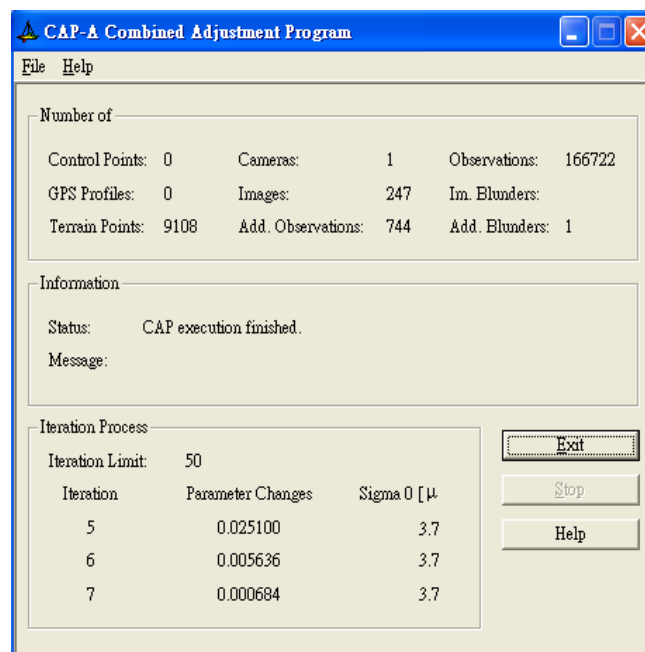 CAP-A Combined Adjustment Program
File Help
Number of
Control Points: 0 Cameras: 1 Observations: 166722
GPS Profiles: 0 Images: 247 Im. Blunders:
Terrain Points: 9108 Add. Observations: 744 Add. Blunders: 1
Information
Status: CAP execution finished.
Message:
Iteration Process
Iteration Limit: 50
Iteration Parameter Changes Sigma 0 [ μ
5 0.025100 3.7
6 0.005636 3.7
7 0.000684 3.7
Exit
Stop
Help